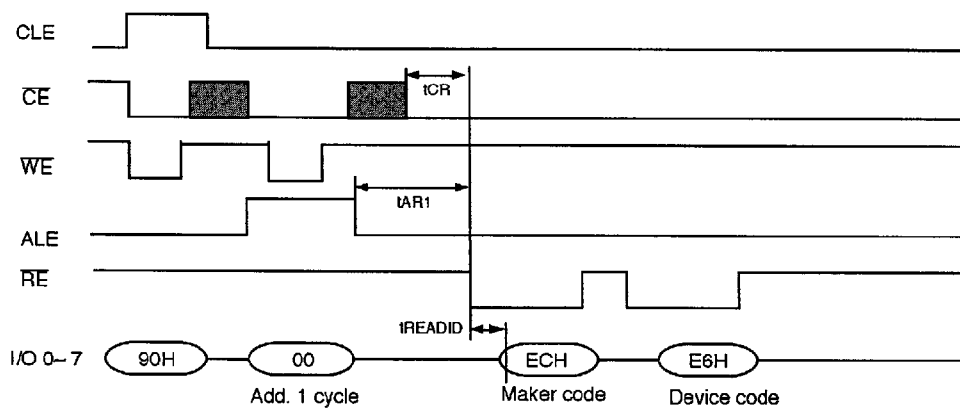 CLE
CE
tCR
WE
tAR1
ALE
RE
tREADID
I/O 0~ 7
90H
00
ECH
E6H
Add. 1 cycle
Maker code
Device code